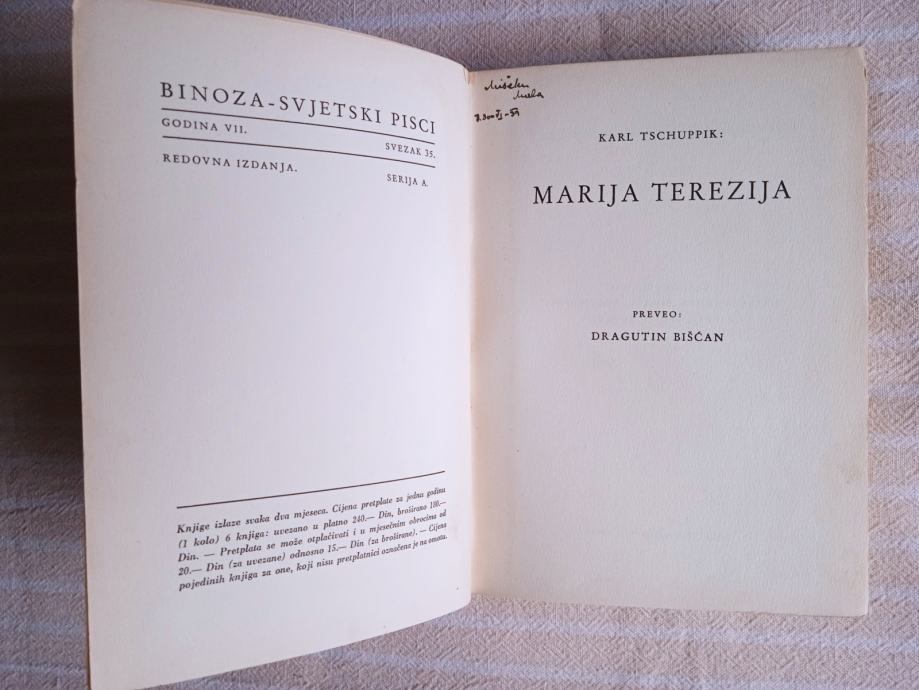 BINOZA-SVJETSKI PISCI
GODINA VII.
SVEZAK 35.
REDOVNA IZDANJA.
SERIJA A.
Knjige izlaze svaka dva mjeseca. Cijena pretplate za jednu godinu
(1 kolo) 6 knjiga: uvezano u platno 240.— Din, broširano 180.—
Din. — Pretplata se može otplaćivati i u mjesečnim obrocima od
20.— Din (za uvezane) odnosno 15.— Din (za broširane). — Cijena
pojedinih knjiga za one, koji nisu pretplatnici označena je na omotu.
KARL TSCHUPPIK:
MARIJA TEREZIJA
PREVEO:
DRAGUTIN BIŠĆAN